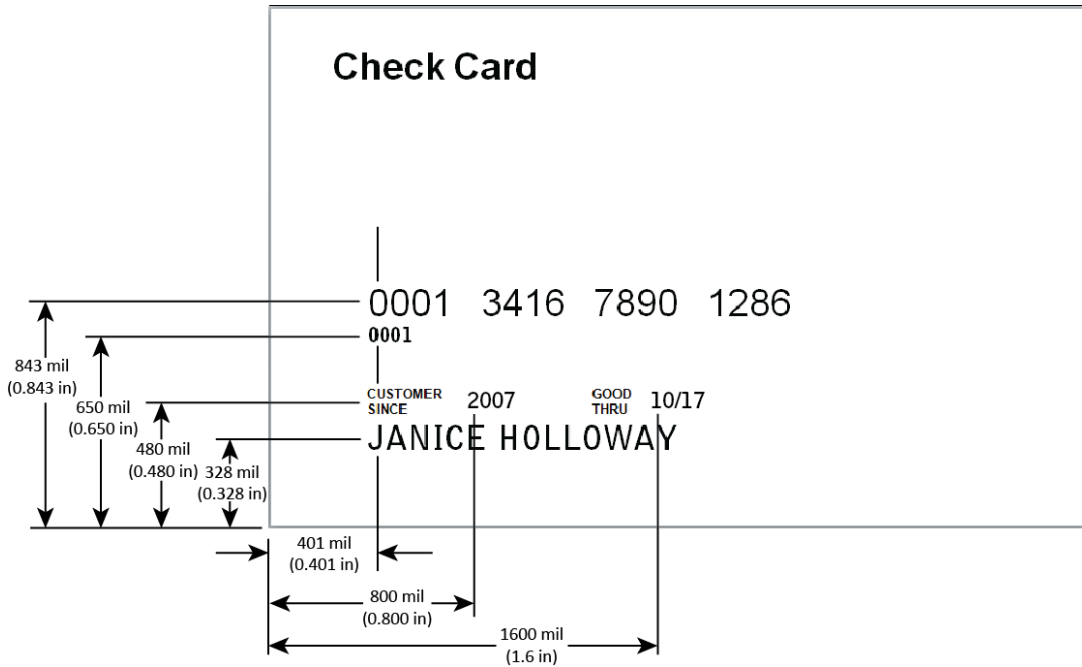 Check Card
0001 3416 7890 1286
0001
843 mil
(0.843 in)
CUSTOMER
SINCE
2007
GOOD
THRU
10/17
650 mil
(0.650 in)
JANICE HOLLOWAY
480 mil
(0.480 in)
328 mil
(0.328 in)
401 mil
(0.401 in)
800 mil
(0.800 in)
1600 mil
(1.6 in)